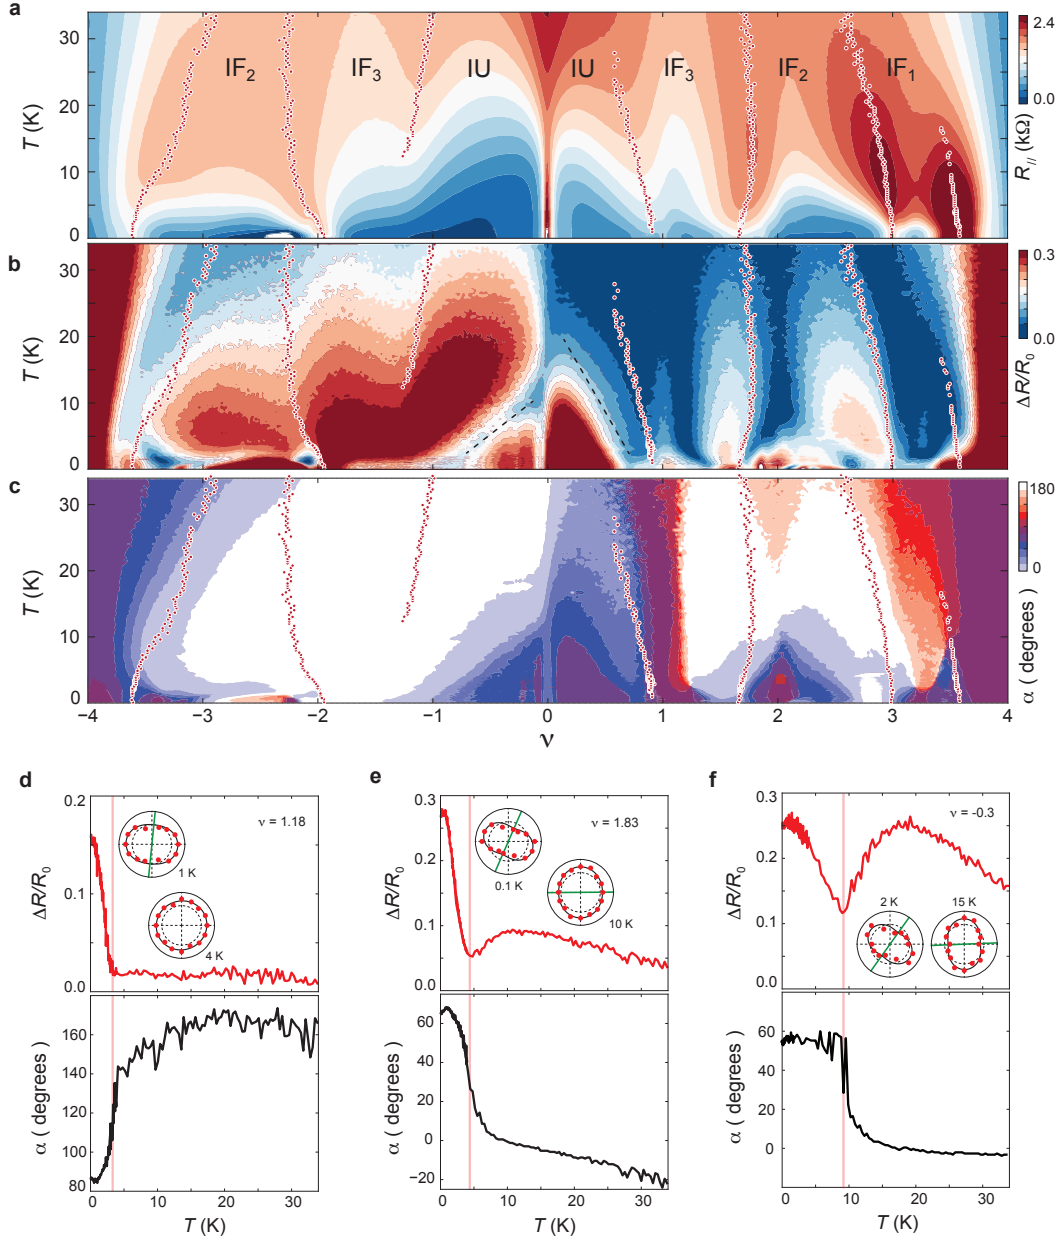 a
30
20
10
0
T (K)
IF2
IF3
IU
IU
IF3
IF2
IF1
2.4
0.0
R// (kΩ)
b
30
20
10
0
T (K)
0.3
0.0
ΔR/R0
c
30
20
10
0
T (K)
180
0
α ( degrees )
−4
−3
−2
−1
0
1
2
3
4
ν
d
0.2
0.1
0.0
ΔR/R0
ν = 1.18
1 K
4 K
160
140
120
100
80
α ( degrees )
0
10
20
30
T (K)
e
0.3
0.2
0.1
0.0
ΔR/R0
ν = 1.83
0.1 K
10 K
60
40
20
0
−20
α ( degrees )
0
10
20
30
T (K)
f
0.3
0.2
0.1
0.0
ΔR/R0
ν = -0.3
2 K
15 K
60
40
20
0
α ( degrees )
0
10
20
30
T (K)